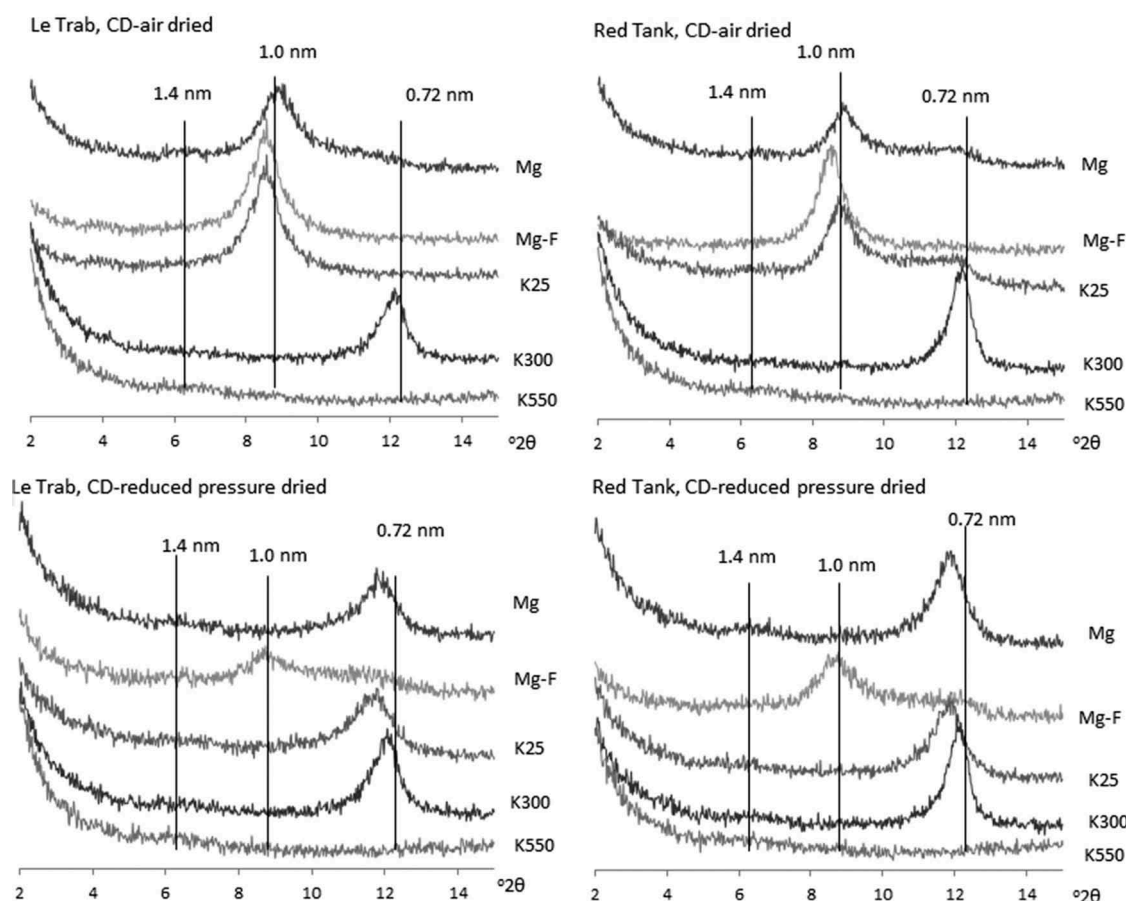 Le Trab, CD-air dried
1.0 nm
1.4 nm
0.72 nm
Mg
Mg-F
K25
K300
K550
2 4 6 8 10 12 14 °2θ
Red Tank, CD-air dried
1.0 nm
1.4 nm
0.72 nm
Mg
Mg-F
K25
K300
K550
2 4 6 8 10 12 14 °2θ
Le Trab, CD-reduced pressure dried
0.72 nm
1.4 nm
1.0 nm
Mg
Mg-F
K25
K300
K550
2 4 6 8 10 12 14 °2θ
Red Tank, CD-reduced pressure dried
0.72 nm
1.4 nm
1.0 nm
Mg
Mg-F
K25
K300
K550
2 4 6 8 10 12 14 °2θ